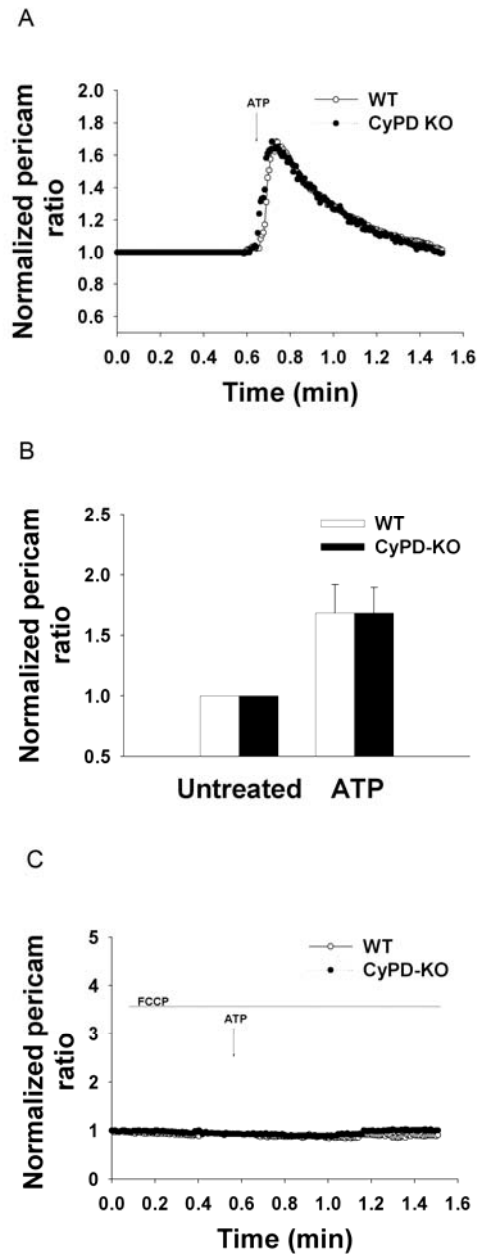 A
Normalized pericam
ratio
2.0
1.8
1.6
1.4
1.2
1.0
0.8
0.6
ATP
WT
CyPD KO
0.0 0.2 0.4 0.6 0.8 1.0 1.2 1.4 1.6
Time (min)
B
Normalized pericam
ratio
2.5
2.0
1.5
1.0
0.5
WT
CyPD-KO
Untreated ATP
C
Normalized pericam
ratio
5
4
3
2
1
0
WT
CyPD-KO
FCCP
ATP
0.0 0.2 0.4 0.6 0.8 1.0 1.2 1.4 1.6
Time (min)